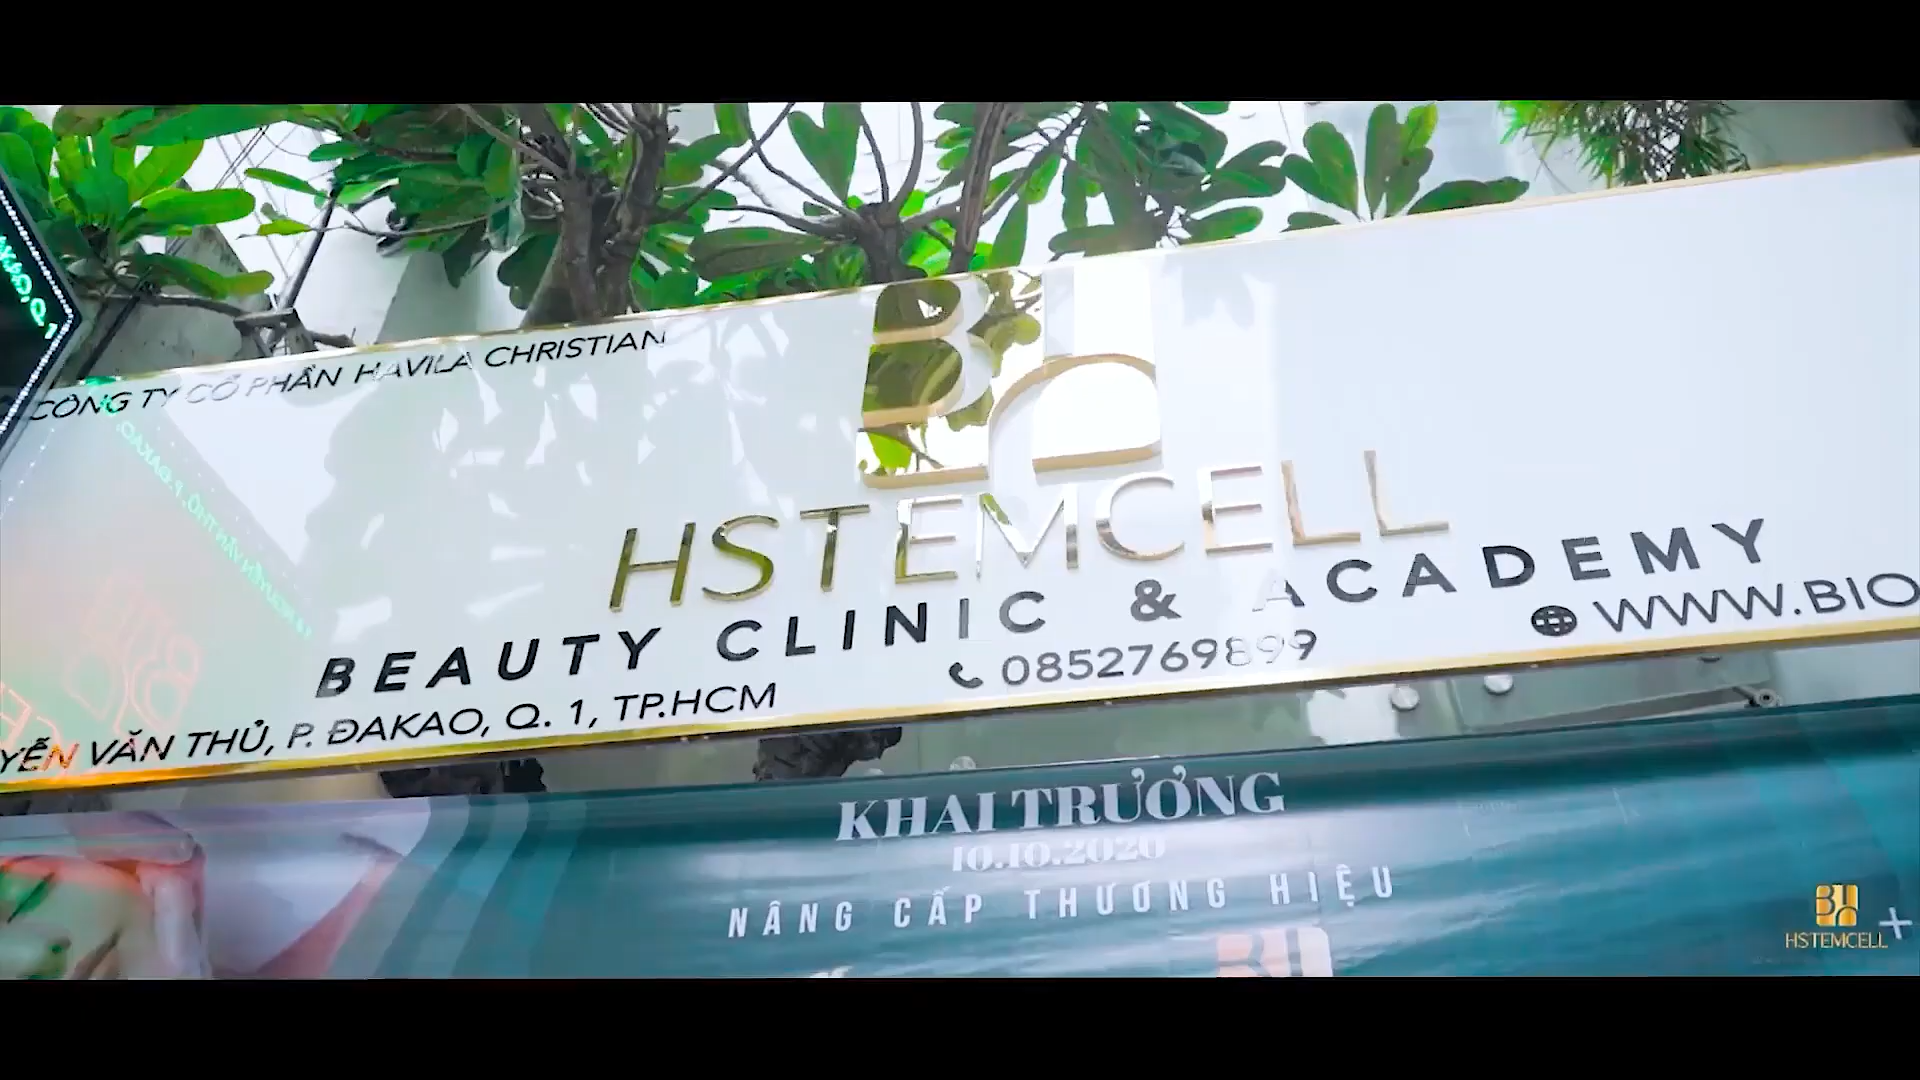 CÔNG TY CỔ PHẦN HAVILA CHRISTIAN
HSTEMCELL
BEAUTY CLINIC & ACADEMY
YỄN VĂN THỦ, P. ĐAKAO, Q. 1, TP.HCM
0852769899
WWW.BIO
KHAI TRƯƠNG
10.10.2020
NÂNG CẤP THƯƠNG HIỆU
HSTEMCELL